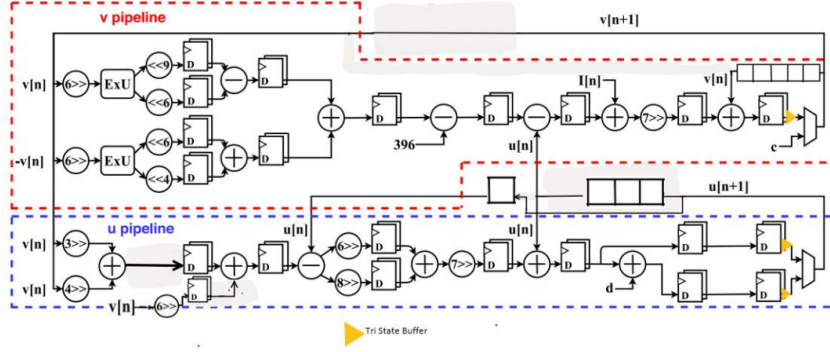 v pipeline
v[n+1]
v[n]
6>>
ExU
<<9
<<6
D
D
D
I[n]
v[n]
D
D
D
7>>
D
D
396
u[n]
c
-v[n]
6>>
ExU
<<6
<<4
D
D
D
u[n+1]
u pipeline
u[n]
u[n]
v[n]
3>>
D
D
6>>
8>>
D
D
7>>
D
D
D
D
v[n]
4>>
v[n]
6>>
D
d
D
D
Tri State Buffer